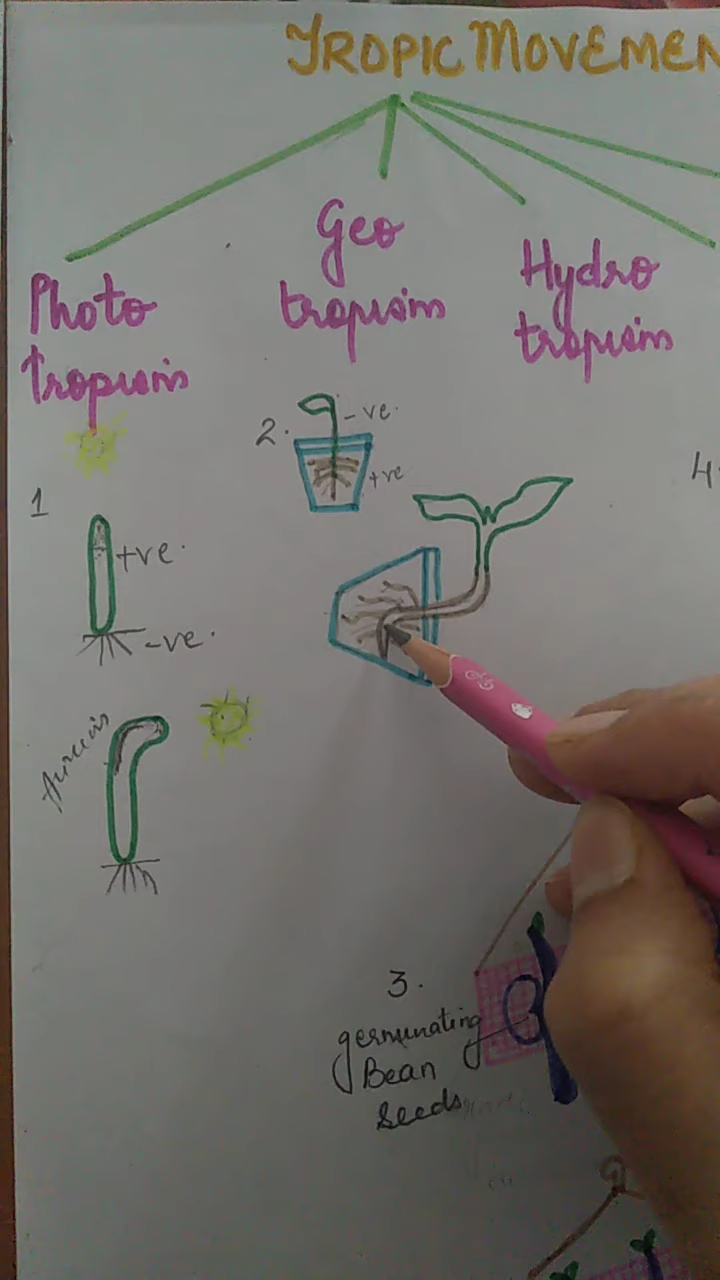 TROPIC MOVEMEN
Photo
tropism
Geo
tropism
Hydro
tropism
1
+ve.
-ve.
2.
-ve.
+ve
4.
3.
germinating
Bean
Seeds